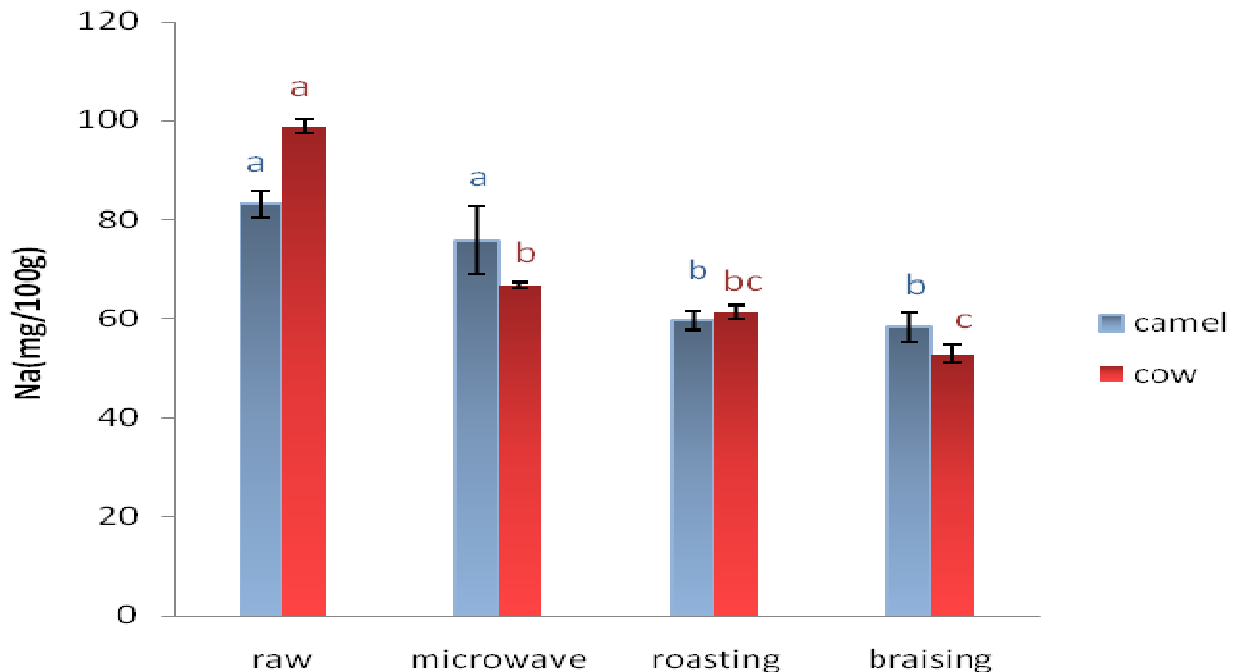 120
100
80
60
40
20
0
Na(mg/100g)
a
a
a
b
b
bc
b
c
raw
microwave
roasting
braising
camel
cow